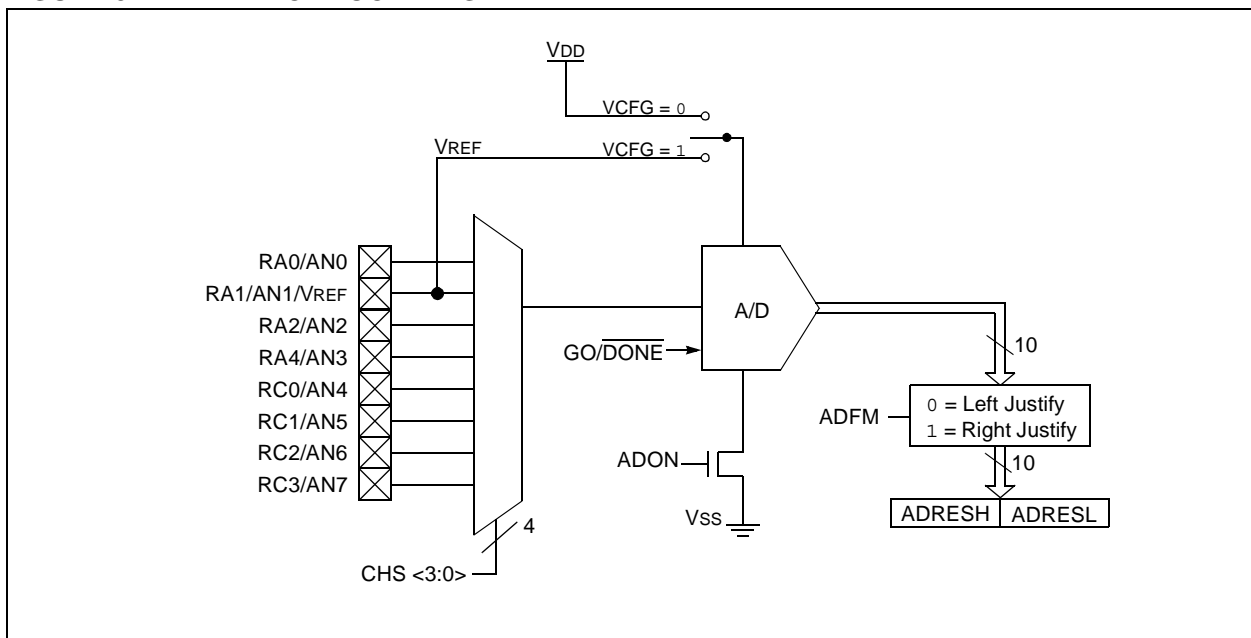 VDD
VCFG = 0
VREF
VCFG = 1
RA0/AN0
RA1/AN1/VREF
RA2/AN2
RA4/AN3
RC0/AN4
RC1/AN5
RC2/AN6
RC3/AN7
A/D
GO/DONE
10
ADFM
0 = Left Justify
1 = Right Justify
10
ADON
VSS
ADRESH ADRESL
4
CHS <3:0>